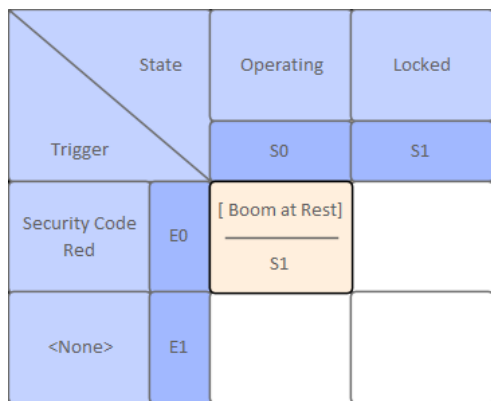 State
Operating
Locked
Trigger
S0
S1
Security Code
Red
E0
[ Boom at Rest]
S1
<None>
E1